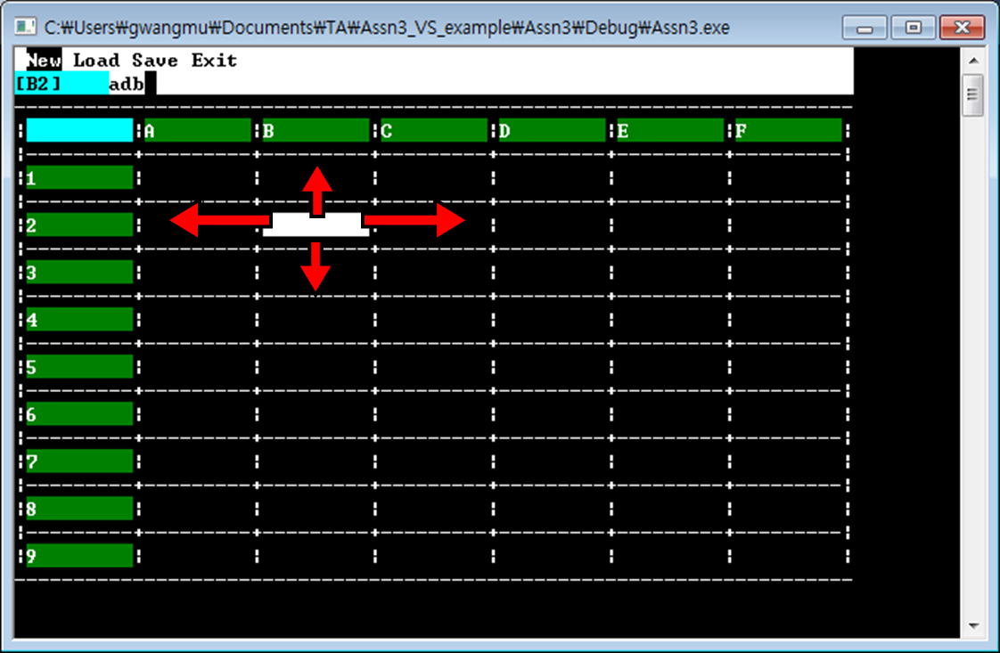 C:₩Users₩gwangmu₩Documents₩TA₩Assn3_VS_example₩Assn3₩Debug₩Assn3.exe
New Load Save Exit
[B2] adb
A B C D E F
1
2
3
4
5
6
7
8
9